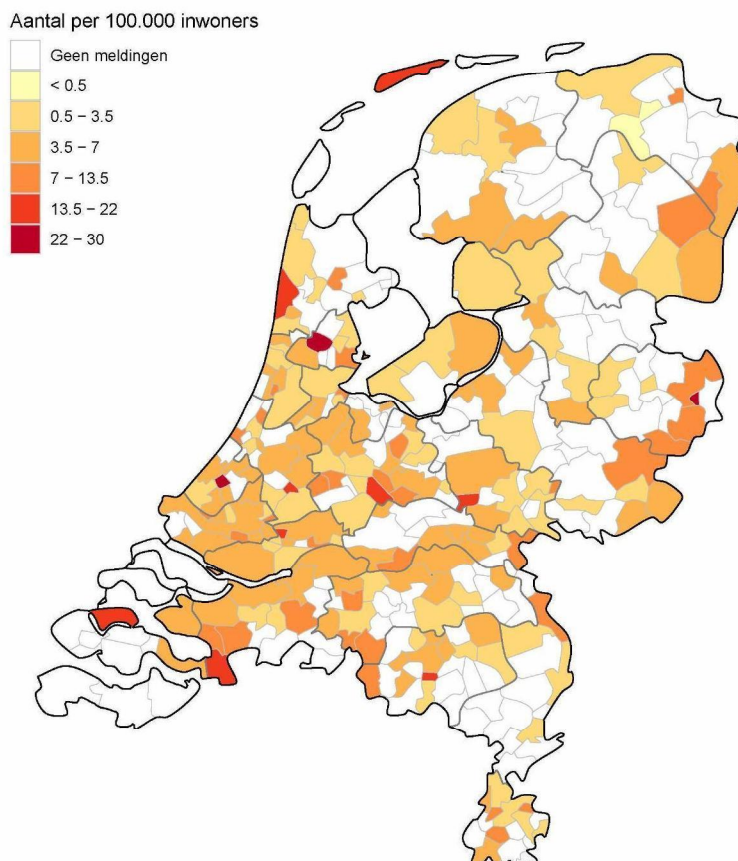 Aantal per 100.000 inwoners
Geen meldingen
< 0.5
0.5 – 3.5
3.5 – 7
7 – 13.5
13.5 – 22
22 – 30